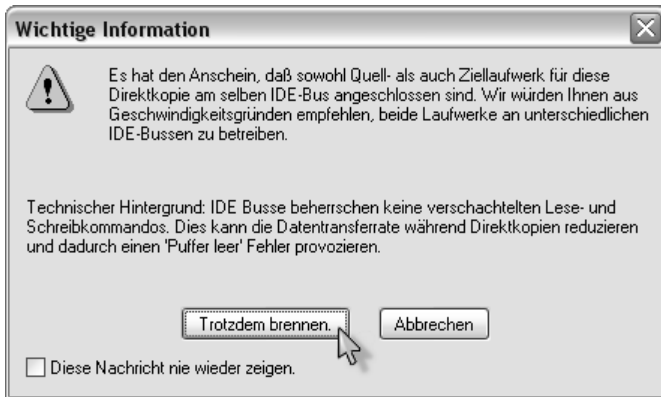 Wichtige Information
Es hat den Anschein, daß sowohl Quell- als auch Ziellaufwerk für diese
Direktkopie am selben IDE-Bus angeschlossen sind. Wir würden Ihnen aus
Geschwindigkeitsgründen empfehlen, beide Laufwerke an unterschiedlichen
IDE-Bussen zu betreiben.
Technischer Hintergrund: IDE Busse beherrschen keine verschachtelten Lese- und
Schreibkommandos. Dies kann die Datentransferrate während Direktkopien reduzieren
und dadurch einen 'Puffer leer' Fehler provozieren.
Trotzdem brennen. Abbrechen
Diese Nachricht nie wieder zeigen.